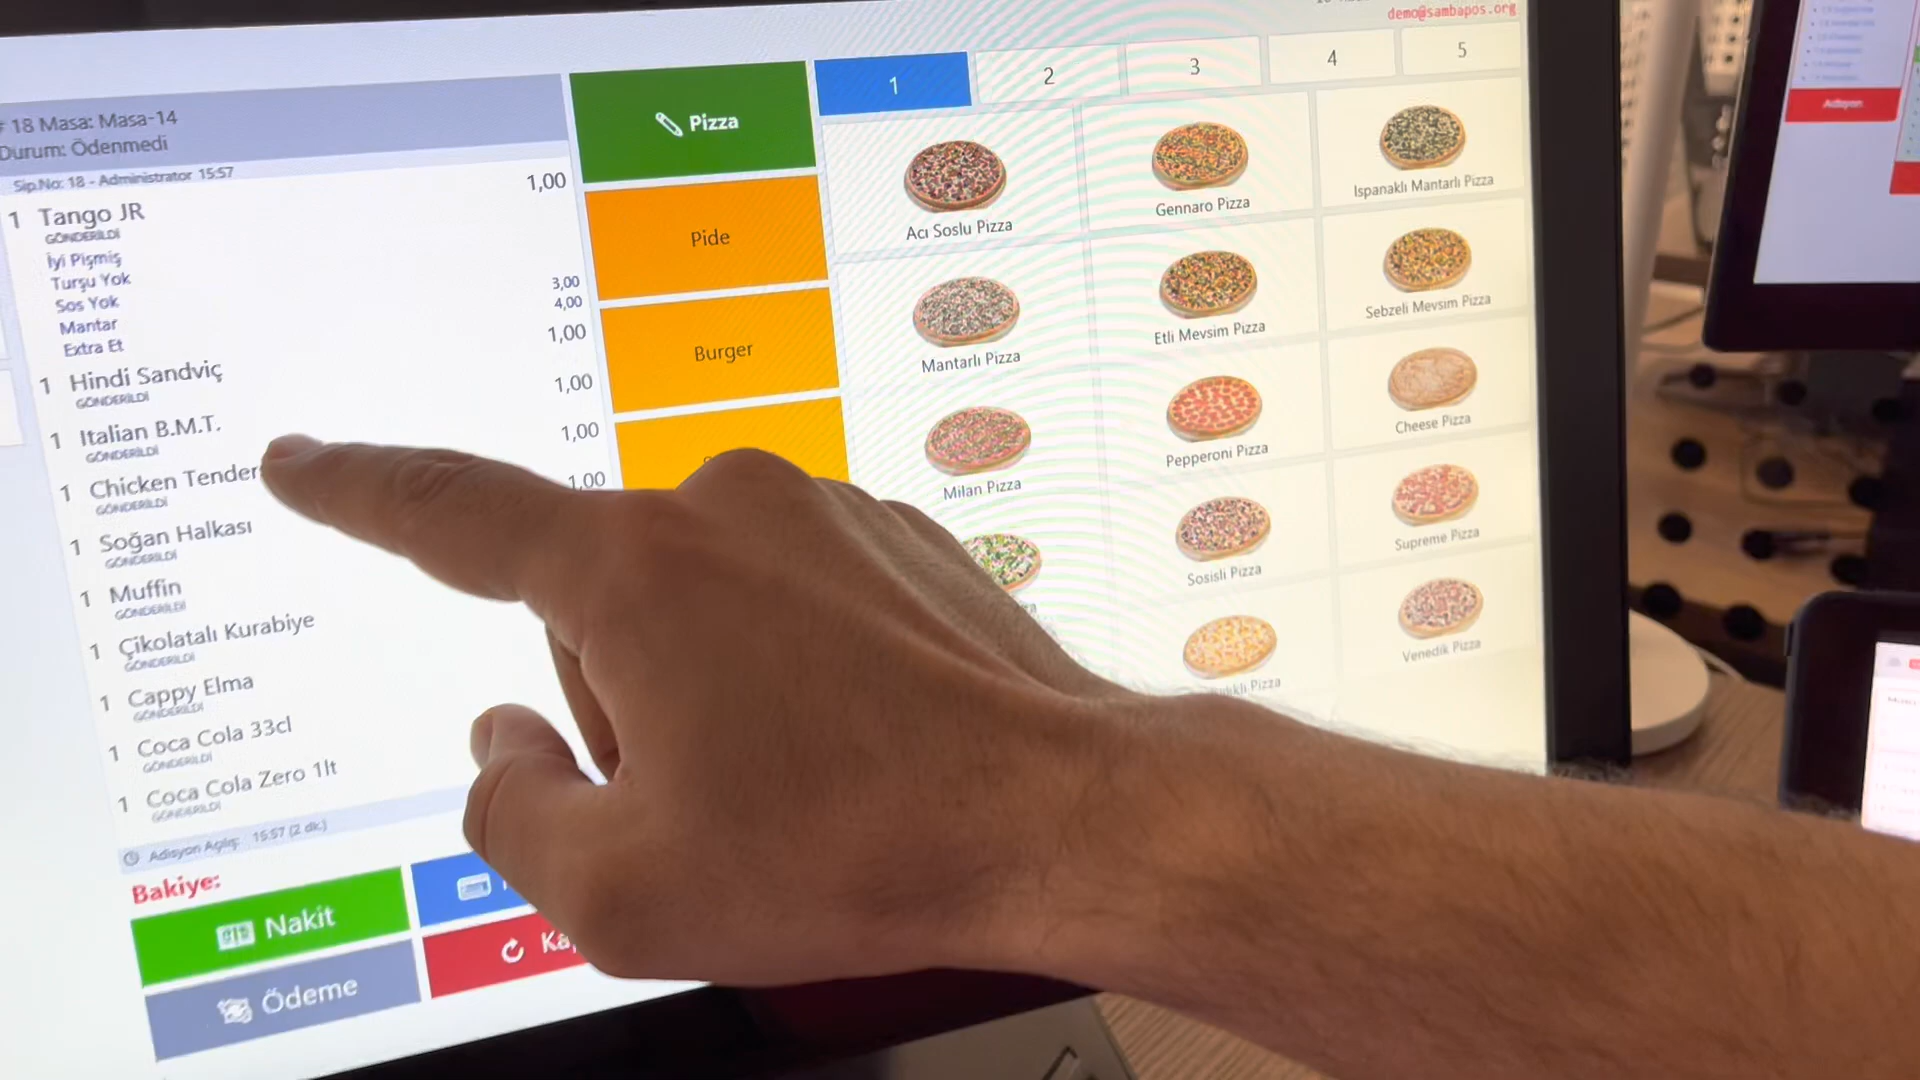 demo@sambapos.org
18 Masa: Masa-14
Durum: Ödenmedi
Sip.No: 18 - Administrator 15:57
1 Tango JR 1,00
GÖNDERİLDİ
İyi Pişmiş
Turşu Yok
Sos Yok
Mantar 3,00
Extra Et 4,00
1 Hindi Sandviç 1,00
GÖNDERİLDİ
1 Italian B.M.T. 1,00
GÖNDERİLDİ
1 Chicken Tender 1,00
GÖNDERİLDİ
1 Soğan Halkası 1,00
GÖNDERİLDİ
1 Muffin
GÖNDERİLDİ
1 Çikolatalı Kurabiye
GÖNDERİLDİ
1 Cappy Elma
GÖNDERİLDİ
1 Coca Cola 33cl
GÖNDERİLDİ
1 Coca Cola Zero 1lt
GÖNDERİLDİ
Adisyon Açılış: 15:57 (2 dk.)
Bakiye:
Nakit
Ödeme
Pizza
Pide
Burger
1 2 3 4 5
Acı Soslu Pizza
Gennaro Pizza
Ispanaklı Mantarlı Pizza
Mantarlı Pizza
Etli Mevsim Pizza
Sebzeli Mevsim Pizza
Milan Pizza
Pepperoni Pizza
Cheese Pizza
Sosisli Pizza
Supreme Pizza
Pizza
Venedik Pizza
Adisyon